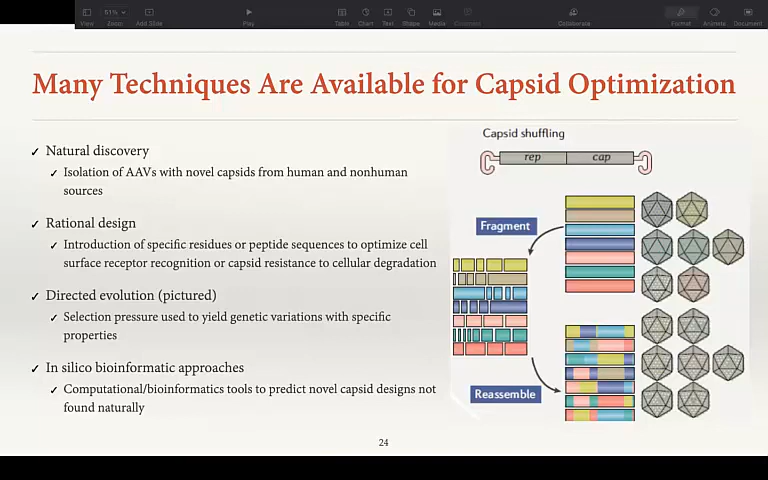 51%
View
Zoom
Add Slide
Play
Table
Chart
Text
Shape
Media
Comment
Collaborate
Format
Animate
Document
Many Techniques Are Available for Capsid Optimization
✓ Natural discovery
✓ Isolation of AAVs with novel capsids from human and nonhuman
sources
✓ Rational design
✓ Introduction of specific residues or peptide sequences to optimize cell
surface receptor recognition or capsid resistance to cellular degradation
✓ Directed evolution (pictured)
✓ Selection pressure used to yield genetic variations with specific
properties
✓ In silico bioinformatic approaches
✓ Computational/bioinformatics tools to predict novel capsid designs not
found naturally
Capsid shuffling
rep
cap
Fragment
Reassemble
24